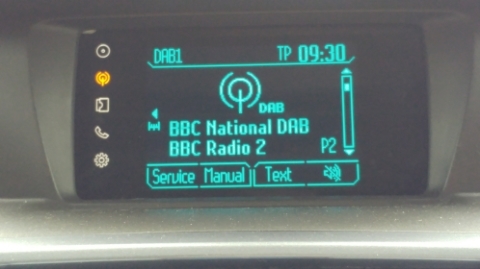 DAB1 TP 09:30
DAB
BBC National DAB
BBC Radio 2 P2
Service Manual Text